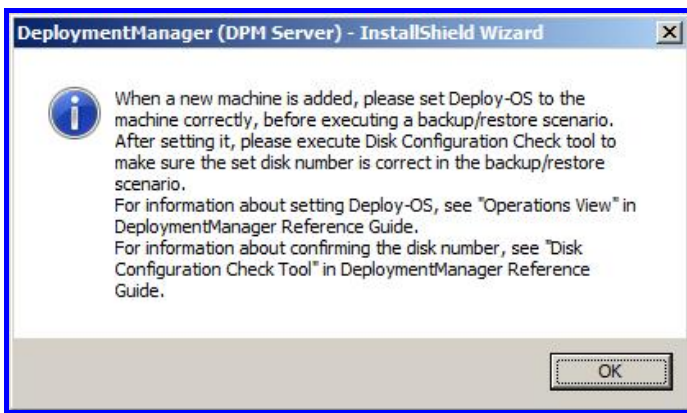 DeploymentManager (DPM Server) - InstallShield Wizard
When a new machine is added, please set Deploy-OS to the
machine correctly, before executing a backup/restore scenario.
After setting it, please execute Disk Configuration Check tool to
make sure the set disk number is correct in the backup/restore
scenario.
For information about setting Deploy-OS, see "Operations View" in
DeploymentManager Reference Guide.
For information about confirming the disk number, see "Disk
Configuration Check Tool" in DeploymentManager Reference
Guide.
OK